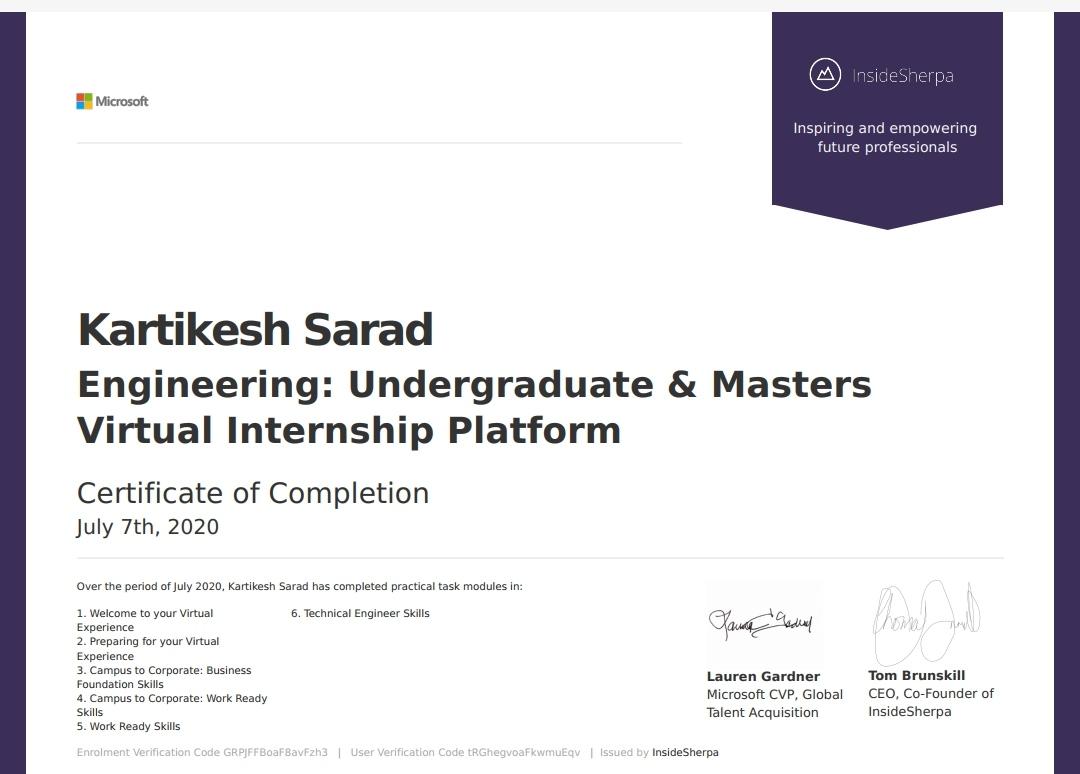 Microsoft
InsideSherpa
Inspiring and empowering
future professionals
Kartikesh Sarad
Engineering: Undergraduate & Masters
Virtual Internship Platform
Certificate of Completion
July 7th, 2020
Over the period of July 2020, Kartikesh Sarad has completed practical task modules in:
1. Welcome to your Virtual
Experience
2. Preparing for your Virtual
Experience
3. Campus to Corporate: Business
Foundation Skills
4. Campus to Corporate: Work Ready
Skills
5. Work Ready Skills
6. Technical Engineer Skills
Lauren Gardner
Microsoft CVP, Global
Talent Acquisition
Tom Brunskill
CEO, Co-Founder of
InsideSherpa
Enrolment Verification Code GRPJFFBoaF8avFzh3 | User Verification Code tRGhegvoaFkwmuEqv | Issued by InsideSherpa